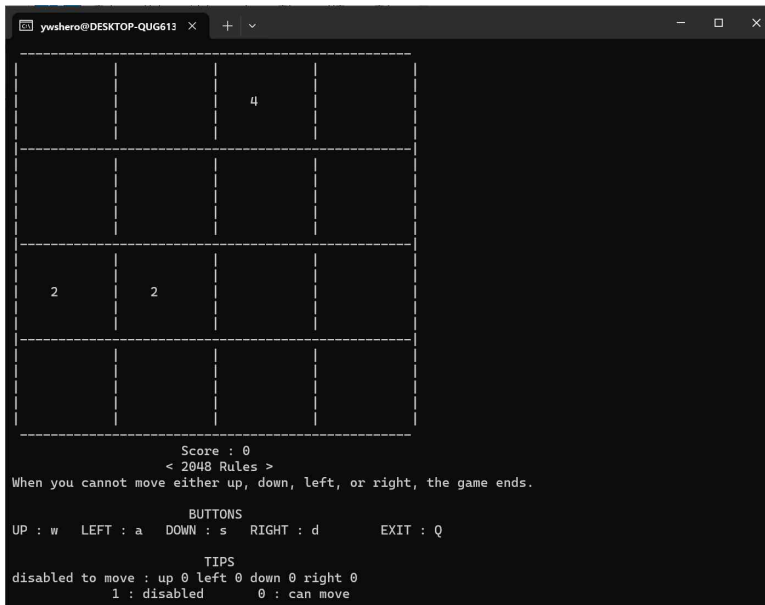 ywshero@DESKTOP-QUG613
4
2 2
Score : 0
< 2048 Rules >
When you cannot move either up, down, left, or right, the game ends.
BUTTONS
UP : w LEFT : a DOWN : s RIGHT : d EXIT : Q
TIPS
disabled to move : up 0 left 0 down 0 right 0
1 : disabled 0 : can move